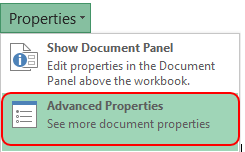 Properties
Show Document Panel
Edit properties in the Document
Panel above the workbook.
Advanced Properties
See more document properties